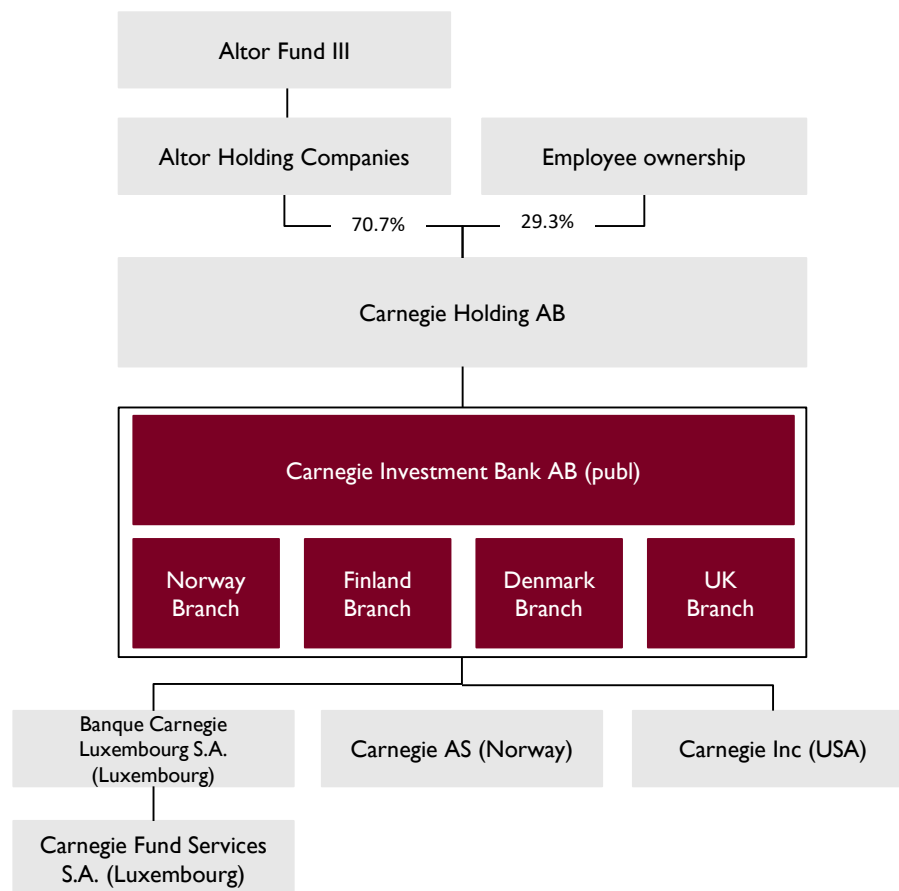 Altor Fund III
Altor Holding Companies
Employee ownership
70.7%
29.3%
Carnegie Holding AB
Carnegie Investment Bank AB (publ)
Norway
Branch
Finland
Branch
Denmark
Branch
UK
Branch
Banque Carnegie
Luxembourg S.A.
(Luxembourg)
Carnegie AS (Norway)
Carnegie Inc (USA)
Carnegie Fund Services
S.A. (Luxembourg)